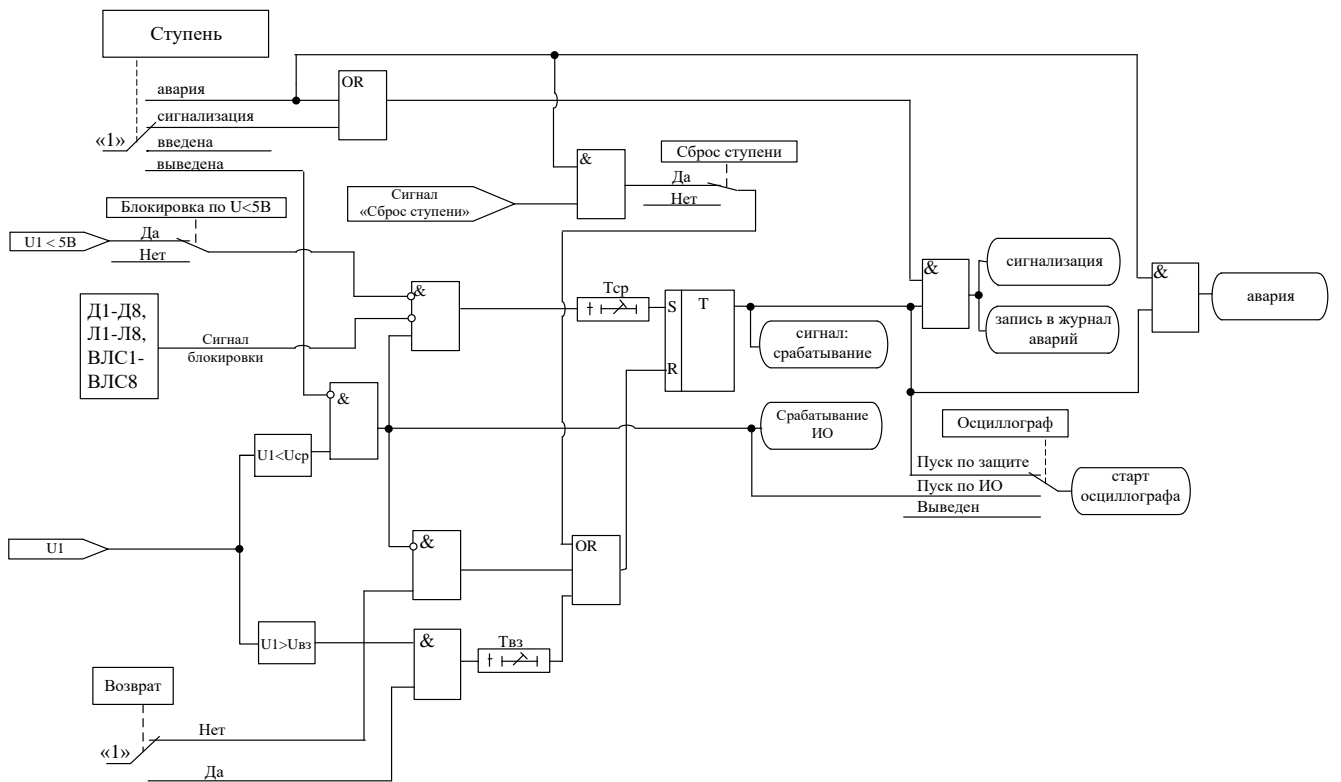 Ступень
авария
OR
сигнализация
«1»
введена
выведена
&
Сброс ступени
Да
Нет
Сигнал
«Сброс ступени»
Блокировка по U<5В
U1 < 5В
Да
Нет
&
Тср
S
T
R
&
сигнализация
запись в журнал
аварий
&
авария
Д1-Д8,
Л1-Л8,
ВЛС1-
ВЛС8
Сигнал
блокировки
сигнал:
срабатывание
&
U1<Uср
Срабатывание
ИО
Осциллограф
Пуск по защите
Пуск по ИО
Выведен
старт
осциллографа
U1
&
OR
U1>Uвз
&
Твз
Возврат
Нет
«1»
Да